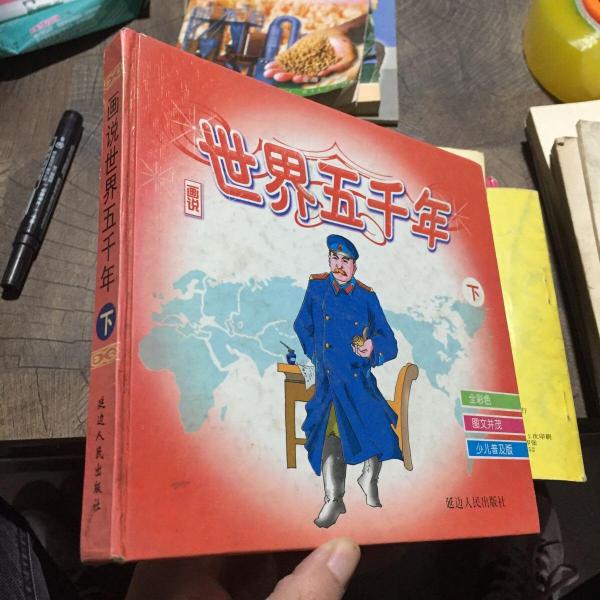 画说世界五千年
下
延边人民出版社
画说
世界五千年
下
全彩色
图文并茂
少儿普及版
延边人民出版社